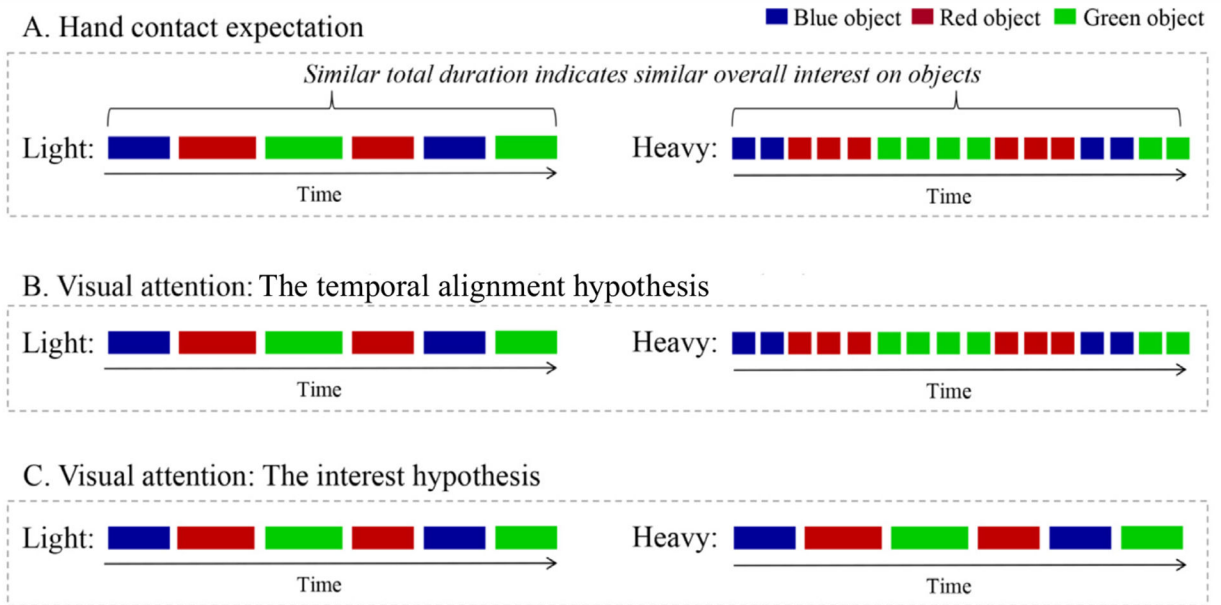 A. Hand contact expectation
Blue object Red object Green object
Similar total duration indicates similar overall interest on objects
Light: Heavy:
Time Time
B. Visual attention: The temporal alignment hypothesis
Light: Heavy:
Time Time
C. Visual attention: The interest hypothesis
Light: Heavy:
Time Time